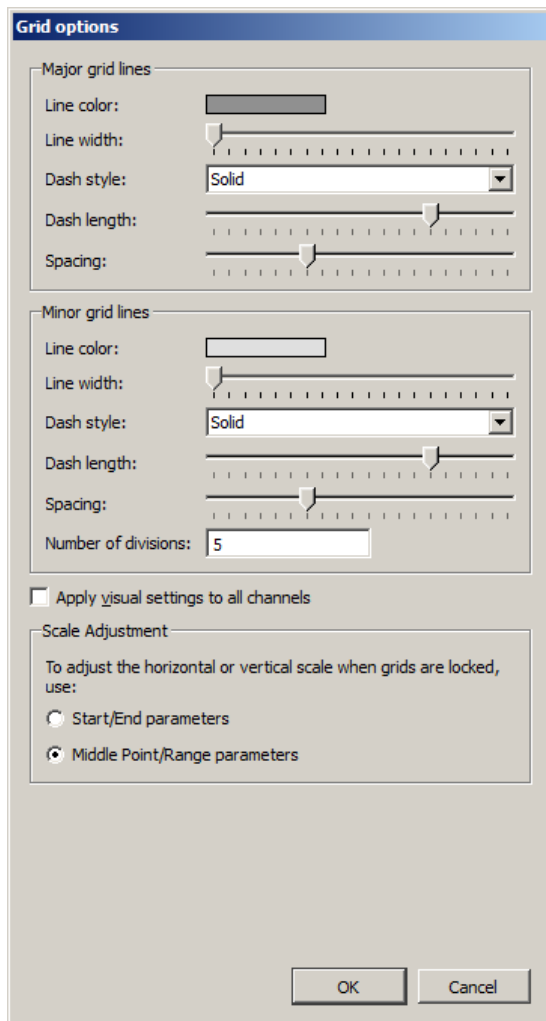 Grid options
Major grid lines
Line color:
Line width:
Dash style: Solid
Dash length:
Spacing:
Minor grid lines
Line color:
Line width:
Dash style: Solid
Dash length:
Spacing:
Number of divisions: 5
Apply visual settings to all channels
Scale Adjustment
To adjust the horizontal or vertical scale when grids are locked,
use:
Start/End parameters
Middle Point/Range parameters
OK Cancel